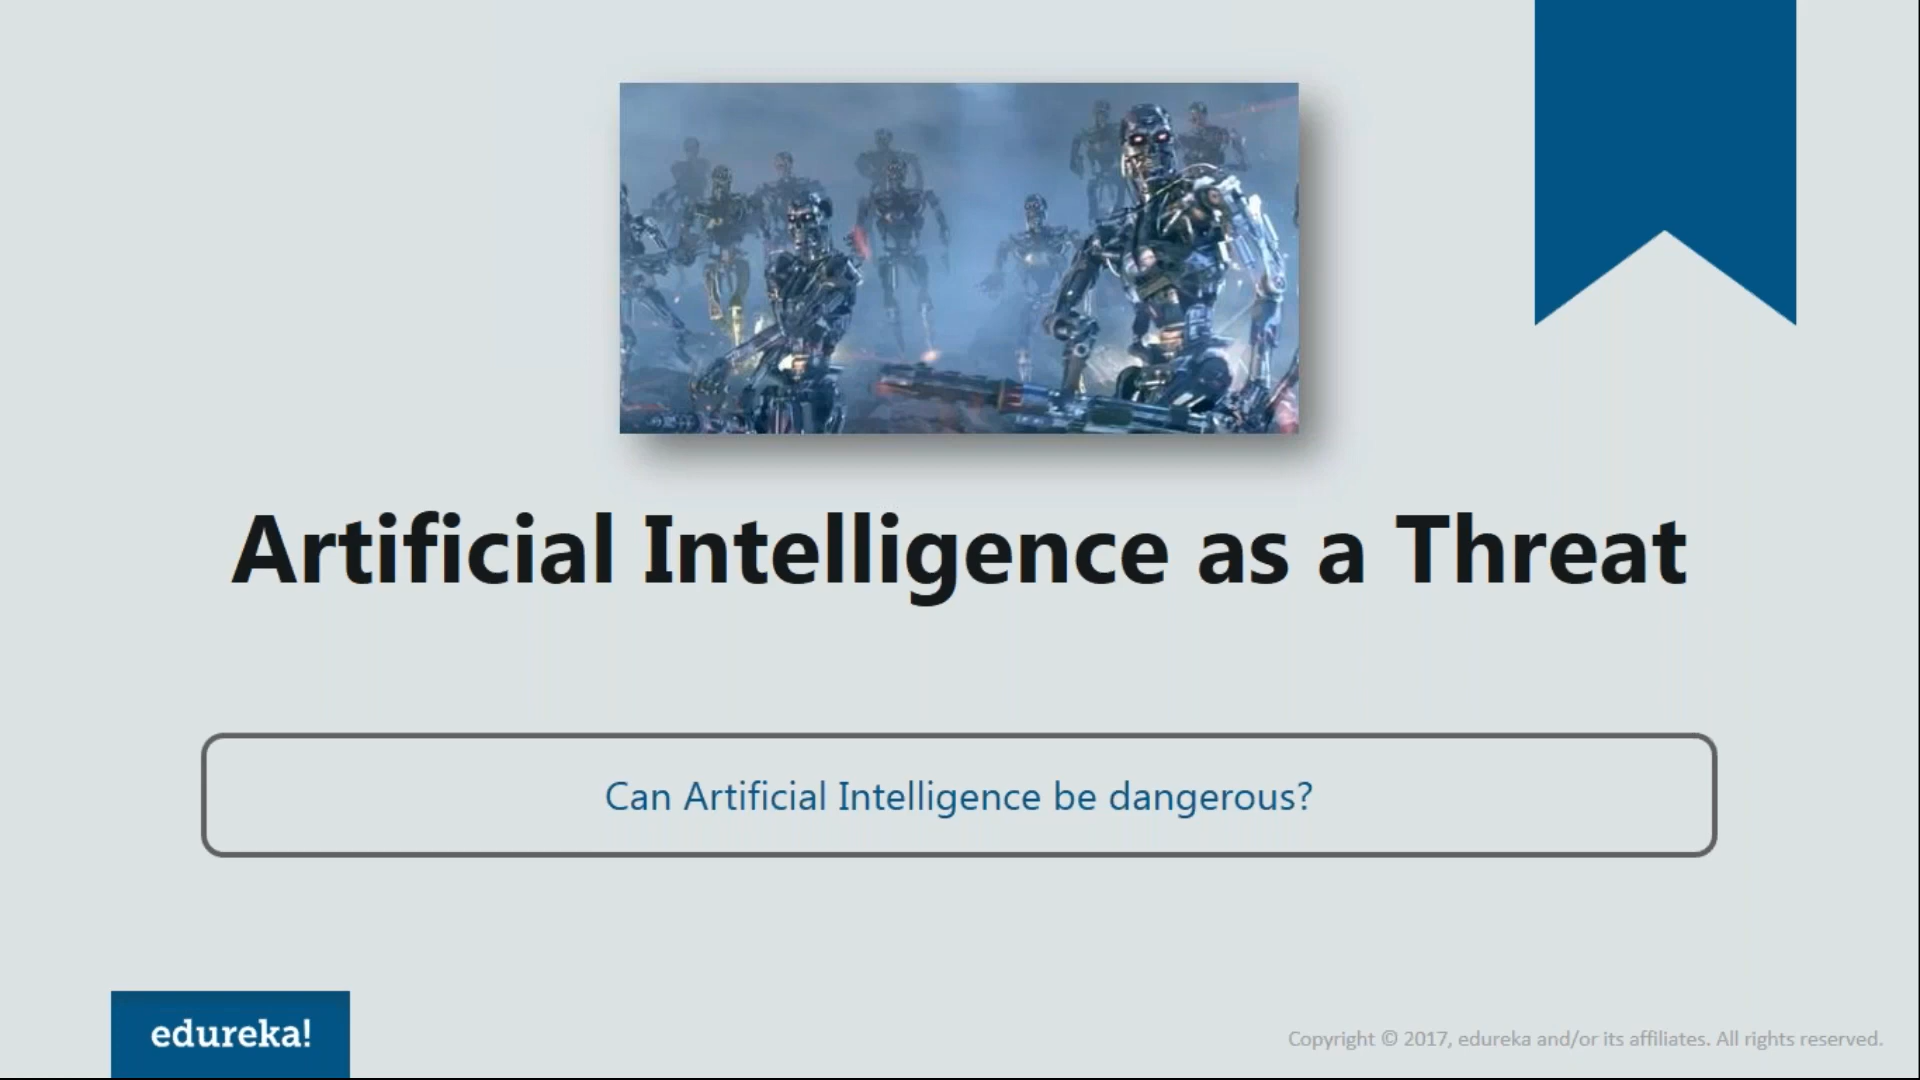 Artificial Intelligence as a Threat
Can Artificial Intelligence be dangerous?
edureka!
Copyright © 2017, edureka and/or its affiliates. All rights reserved.